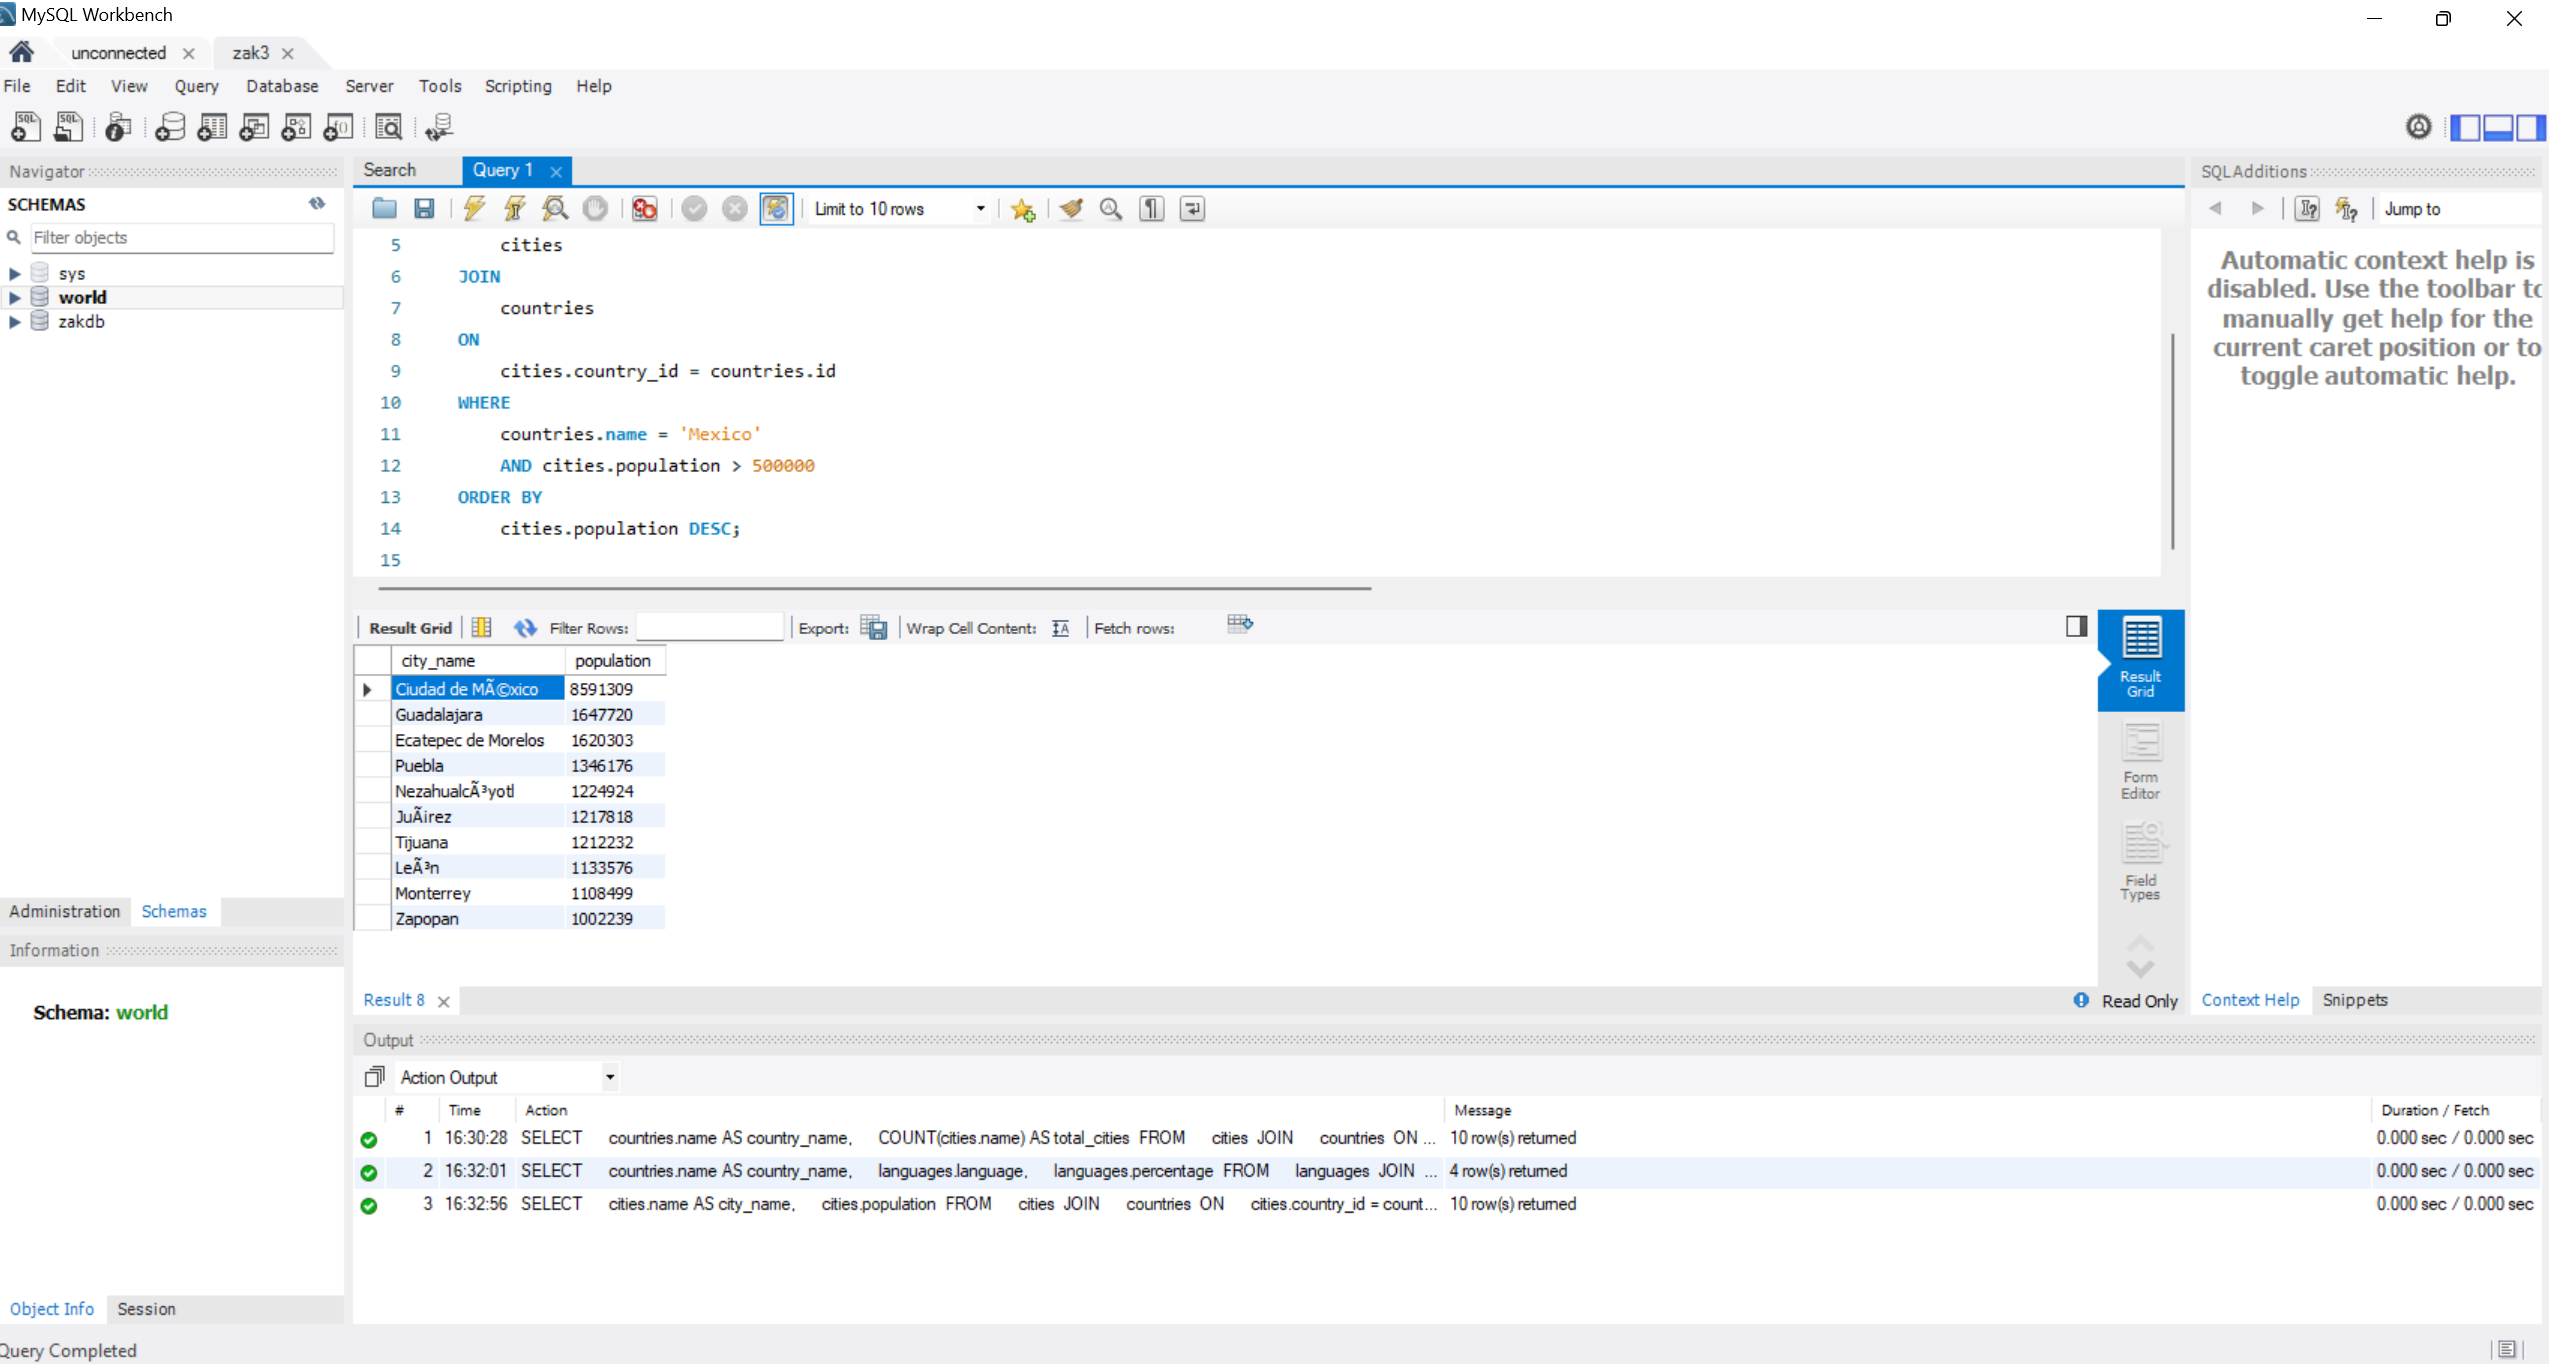 MySQL Workbench
unconnected
zak3
File Edit View Query Database Server Tools Scripting Help
Navigator
SCHEMAS
Filter objects
sys
world
zakdb
Administration Schemas
Information
Schema: world
Object Info Session
Query Completed
Search Query 1
Limit to 10 rows
5 cities
6 JOIN
7 countries
8 ON
9 cities.country_id = countries.id
10 WHERE
11 countries.name = 'Mexico'
12 AND cities.population > 500000
13 ORDER BY
14 cities.population DESC;
15
Result Grid Filter Rows: Export: Wrap Cell Content: Fetch rows:
city_name population
Ciudad de MÃ©xico 8591309
Guadalajara 1647720
Ecatepec de Morelos 1620303
Puebla 1346176
NezahualcÃ³yotl 1224924
JuÃ¡rez 1217818
Tijuana 1212232
LeÃ³n 1133576
Monterrey 1108499
Zapopan 1002239
Result
Grid
Form
Editor
Field
Types
Result 8
Read Only
SQLAdditions
Jump to
Automatic context help is
disabled. Use the toolbar to
manually get help for the
current caret position or to
toggle automatic help.
Context Help Snippets
Output
Action Output
# Time Action Message Duration / Fetch
1 16:30:28 SELECT countries.name AS country_name, COUNT(cities.name) AS total_cities FROM cities JOIN countries ON ... 10 row(s) returned 0.000 sec / 0.000 sec
2 16:32:01 SELECT countries.name AS country_name, languages.language, languages.percentage FROM languages JOIN ... 4 row(s) returned 0.000 sec / 0.000 sec
3 16:32:56 SELECT cities.name AS city_name, cities.population FROM cities JOIN countries ON cities.country_id = count... 10 row(s) returned 0.000 sec / 0.000 sec